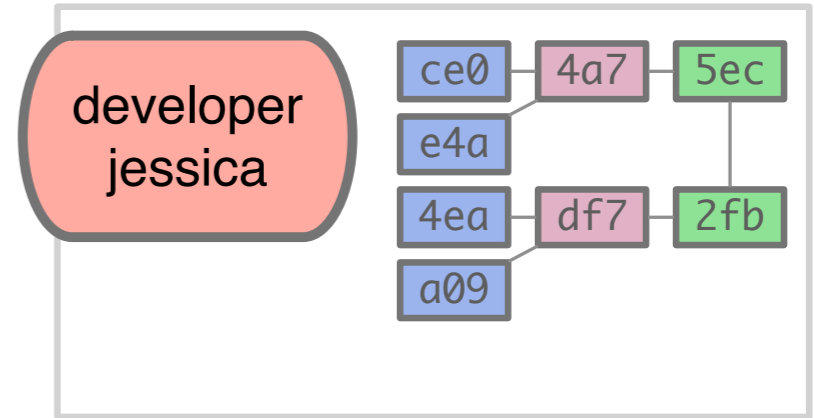 developer
jessica
ce0 4a7 5ec
e4a
4ea df7 2fb
a09